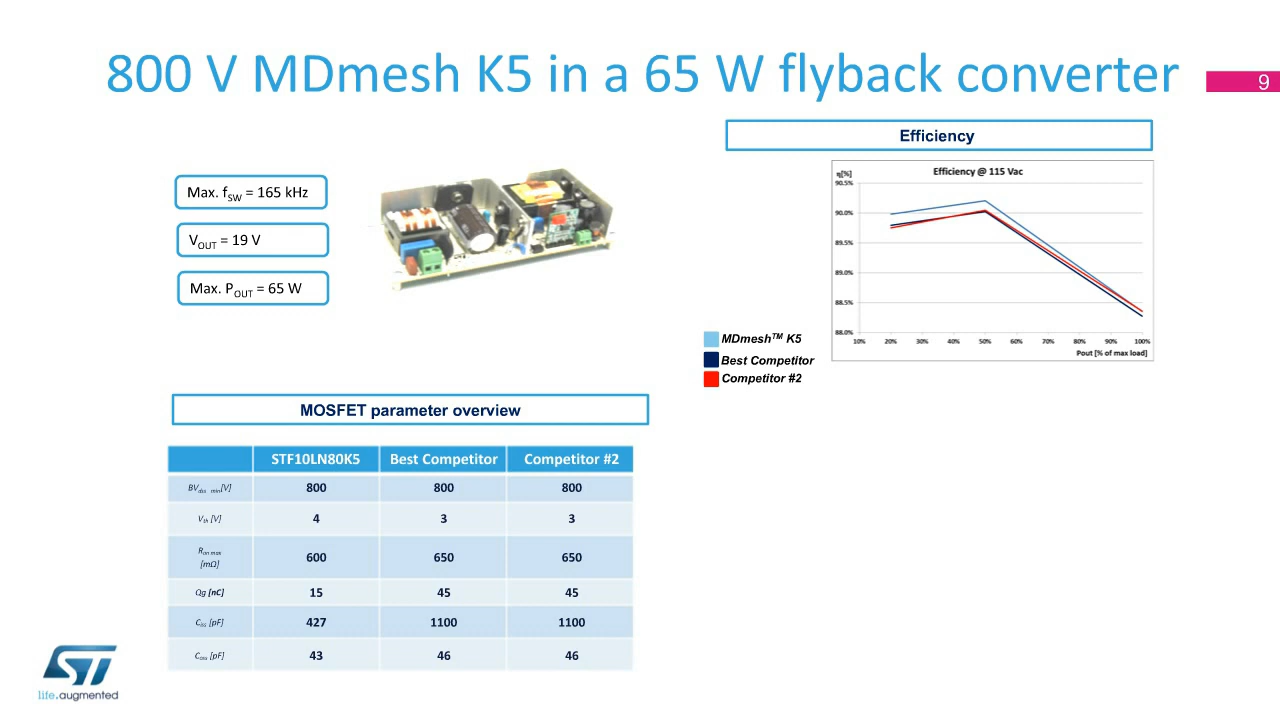 800 V MDmesh K5 in a 65 W flyback converter
9
Efficiency
Max. fSW = 165 kHz
VOUT = 19 V
Max. POUT = 65 W
Efficiency @ 115 Vac
η[%]
90.5%
90.0%
89.5%
89.0%
88.5%
88.0%
10% 20% 30% 40% 50% 60% 70% 80% 90% 100%
Pout [% of max load]
MDmesh™ K5
Best Competitor
Competitor #2
MOSFET parameter overview
STF10LN80K5 Best Competitor Competitor #2
BVdss min[V] 800 800 800
Vth [V] 4 3 3
Ron max [mΩ] 600 650 650
Qg [nC] 15 45 45
Ciss [pF] 427 1100 1100
Coss [pF] 43 46 46
ST
life.augmented